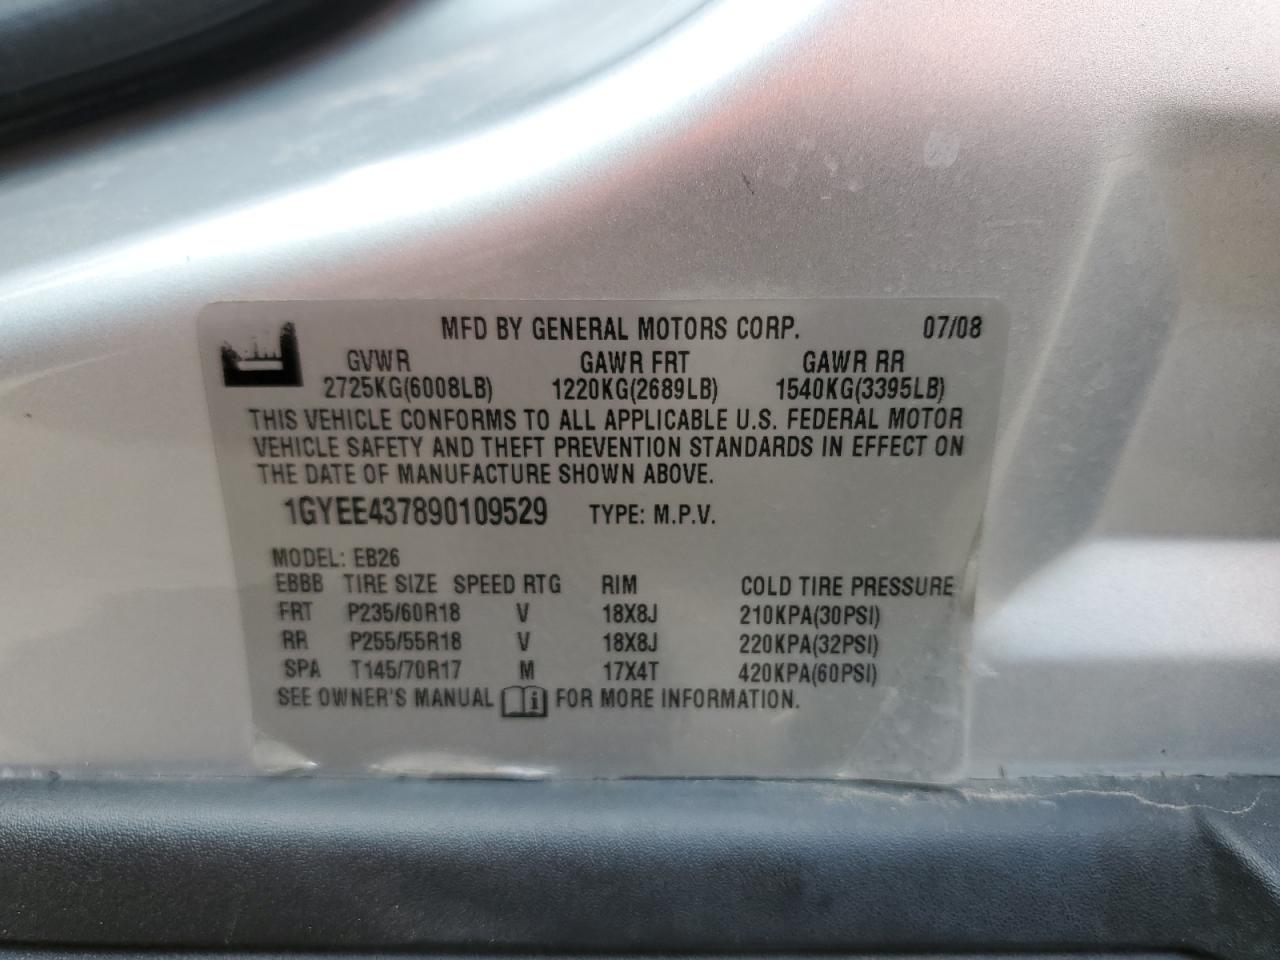 MFD BY GENERAL MOTORS CORP. 07/08
GVWR GAWR FRT GAWR RR
2725KG(6008LB) 1220KG(2689LB) 1540KG(3395LB)
THIS VEHICLE CONFORMS TO ALL APPLICABLE U.S. FEDERAL MOTOR
VEHICLE SAFETY AND THEFT PREVENTION STANDARDS IN EFFECT ON
THE DATE OF MANUFACTURE SHOWN ABOVE.
1GYEE437890109529 TYPE: M.P.V.
MODEL: EB26
EBBB TIRE SIZE SPEED RTG RIM COLD TIRE PRESSURE
FRT P235/60R18 V 18X8J 210KPA(30PSI)
RR P255/55R18 V 18X8J 220KPA(32PSI)
SPA T145/70R17 M 17X4T 420KPA(60PSI)
SEE OWNER'S MANUAL i FOR MORE INFORMATION.